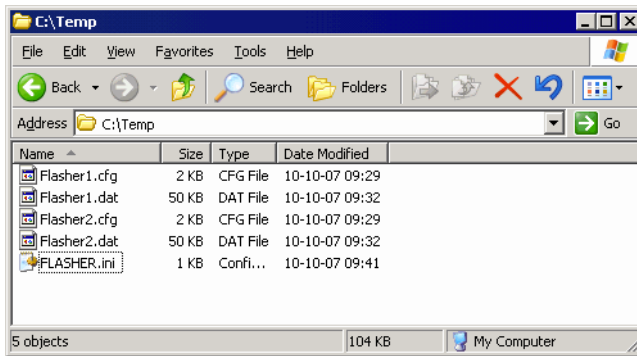 C:\Temp
File Edit View Favorites Tools Help
Back Search Folders
Address C:\Temp Go
Name Size Type Date Modified
Flasher1.cfg 2 KB CFG File 10-10-07 09:29
Flasher1.dat 50 KB DAT File 10-10-07 09:32
Flasher2.cfg 2 KB CFG File 10-10-07 09:29
Flasher2.dat 50 KB DAT File 10-10-07 09:32
FLASHER.ini 1 KB Confi... 10-10-07 09:41
5 objects 104 KB My Computer